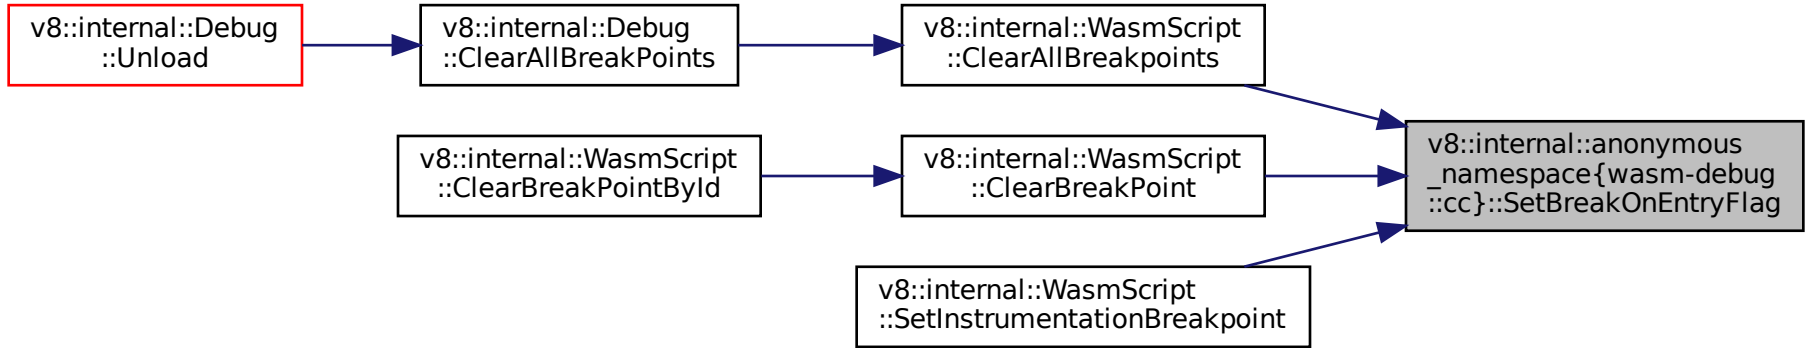 v8::internal::Debug
::Unload
v8::internal::Debug
::ClearAllBreakPoints
v8::internal::WasmScript
::ClearAllBreakpoints
v8::internal::WasmScript
::ClearBreakPointById
v8::internal::WasmScript
::ClearBreakPoint
v8::internal::anonymous
_namespace{wasm-debug
::cc}::SetBreakOnEntryFlag
v8::internal::WasmScript
::SetInstrumentationBreakpoint